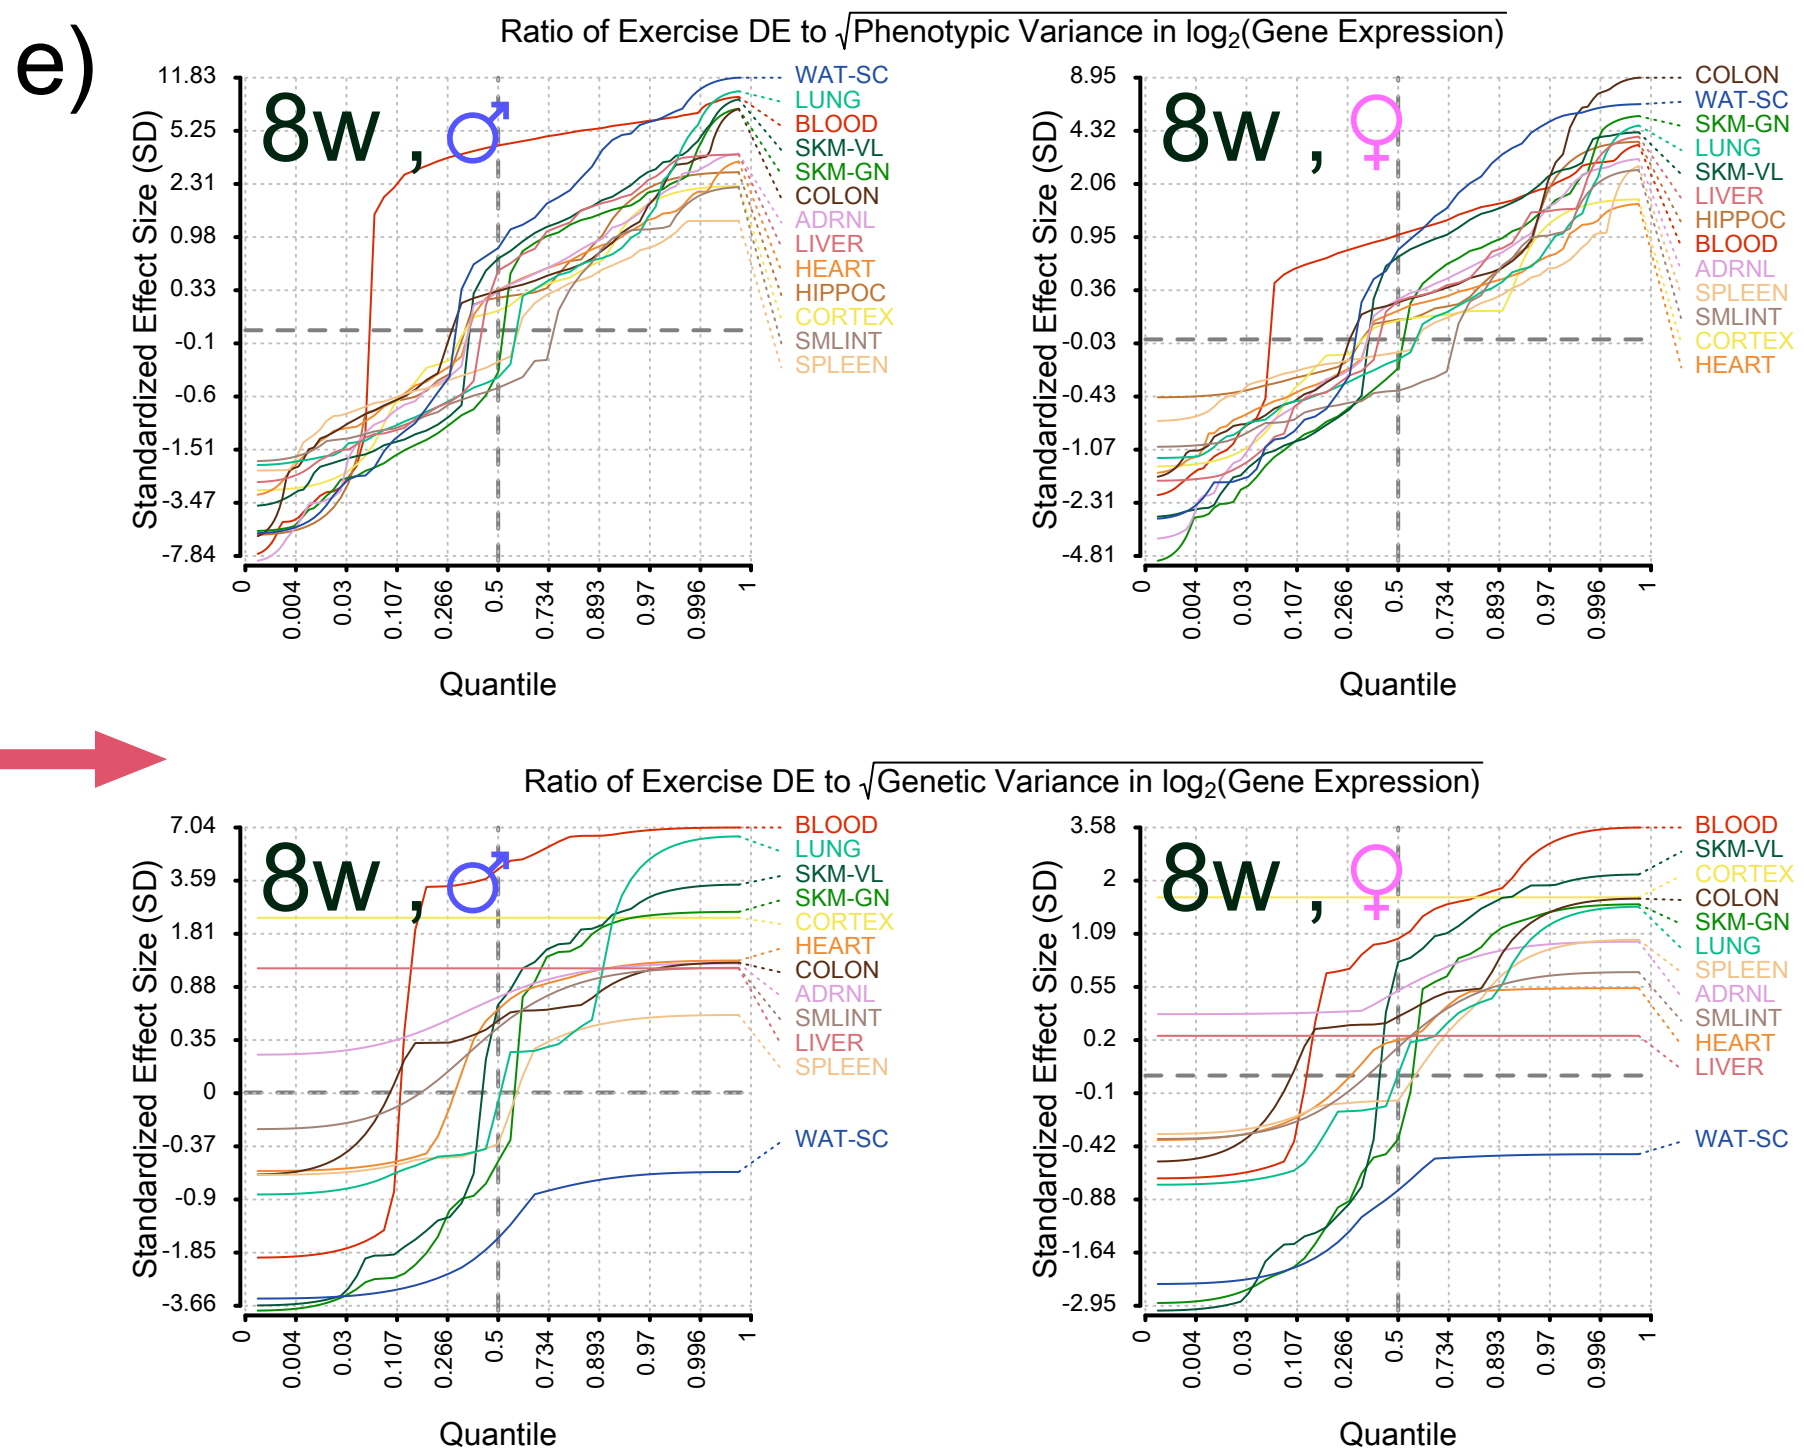 e)
Ratio of Exercise DE to √Phenotypic Variance in log₂(Gene Expression)
Standardized Effect Size (SD)
11.83
5.25
2.31
0.98
0.33
-0.1
-0.6
-1.51
-3.47
-7.84
8w , ♂
0
0.004
0.03
0.107
0.266
0.5
0.734
0.893
0.97
0.9996
1
Quantile
WAT-SC
LUNG
BLOOD
SKM-VL
SKM-GN
COLON
ADRNL
LIVER
HEART
HIPPOC
CORTEX
SMLINT
SPLEEN
Standardized Effect Size (SD)
8.95
4.32
2.06
0.95
0.36
-0.03
-0.43
-1.07
-2.31
-4.81
8w , ♀
0
0.004
0.03
0.107
0.266
0.5
0.734
0.893
0.97
0.9996
1
Quantile
COLON
WAT-SC
SKM-GN
LUNG
SKM-VL
LIVER
HIPPOC
BLOOD
ADRNL
SPLEEN
SMLINT
CORTEX
HEART
Ratio of Exercise DE to √Genetic Variance in log₂(Gene Expression)
Standardized Effect Size (SD)
7.04
3.59
1.81
0.88
0.35
0
-0.37
-0.9
-1.85
-3.66
8w , ♂
0
0.004
0.03
0.107
0.266
0.5
0.734
0.893
0.97
0.9996
1
Quantile
BLOOD
LUNG
SKM-VL
SKM-GN
CORTEX
HEART
COLON
ADRNL
SMLINT
LIVER
SPLEEN
WAT-SC
Standardized Effect Size (SD)
3.58
2
1.09
0.55
0.2
-0.1
-0.42
-0.88
-1.64
-2.95
8w , ♀
0
0.004
0.03
0.107
0.266
0.5
0.734
0.893
0.97
0.9996
1
Quantile
BLOOD
SKM-VL
CORTEX
COLON
SKM-GN
LUNG
SPLEEN
ADRNL
SMLINT
HEART
LIVER
WAT-SC